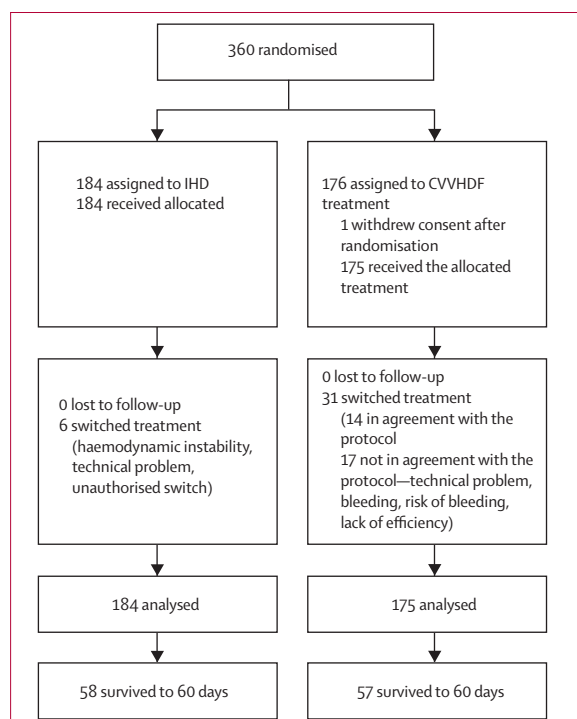 360 randomised
184 assigned to IHD
184 received allocated
176 assigned to CVVHDF
treatment
1 withdrew consent after
randomisation
175 received the allocated
treatment
0 lost to follow-up
6 switched treatment
(haemodynamic instability,
technical problem,
unauthorised switch)
0 lost to follow-up
31 switched treatment
(14 in agreement with the
protocol
17 not in agreement with the
protocol—technical problem,
bleeding, risk of bleeding,
lack of efficiency)
184 analysed
175 analysed
58 survived to 60 days
57 survived to 60 days